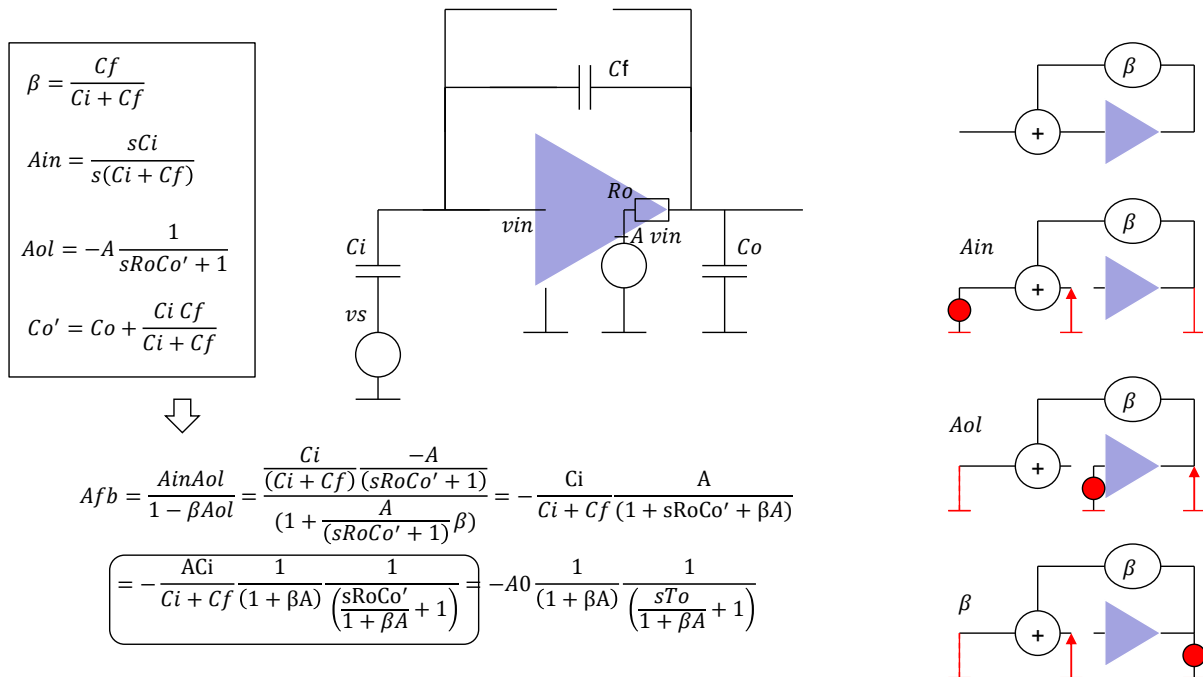 β = Cf / (Ci + Cf)
Ain = sCi / s(Ci + Cf)
Aol = −A 1 / (sRoCo′ + 1)
Co′ = Co + Ci Cf / (Ci + Cf)
Cf
Ro
vin
−A vin
Ci
Co
vs
Afb = AinAol / (1 − βAol) = (Ci / (Ci + Cf) −A / (sRoCo′ + 1)) / (1 + A / (sRoCo′ + 1) β) = − Ci / (Ci + Cf) A / (1 + sRoCo′ + βA)
= − ACi / (Ci + Cf) 1 / (1 + βA) 1 / (sRoCo′ / (1 + βA) + 1) = −A0 1 / (1 + βA) 1 / (sTo / (1 + βA) + 1)
β
+
Ain
β
+
Aol
β
+
β
β
+